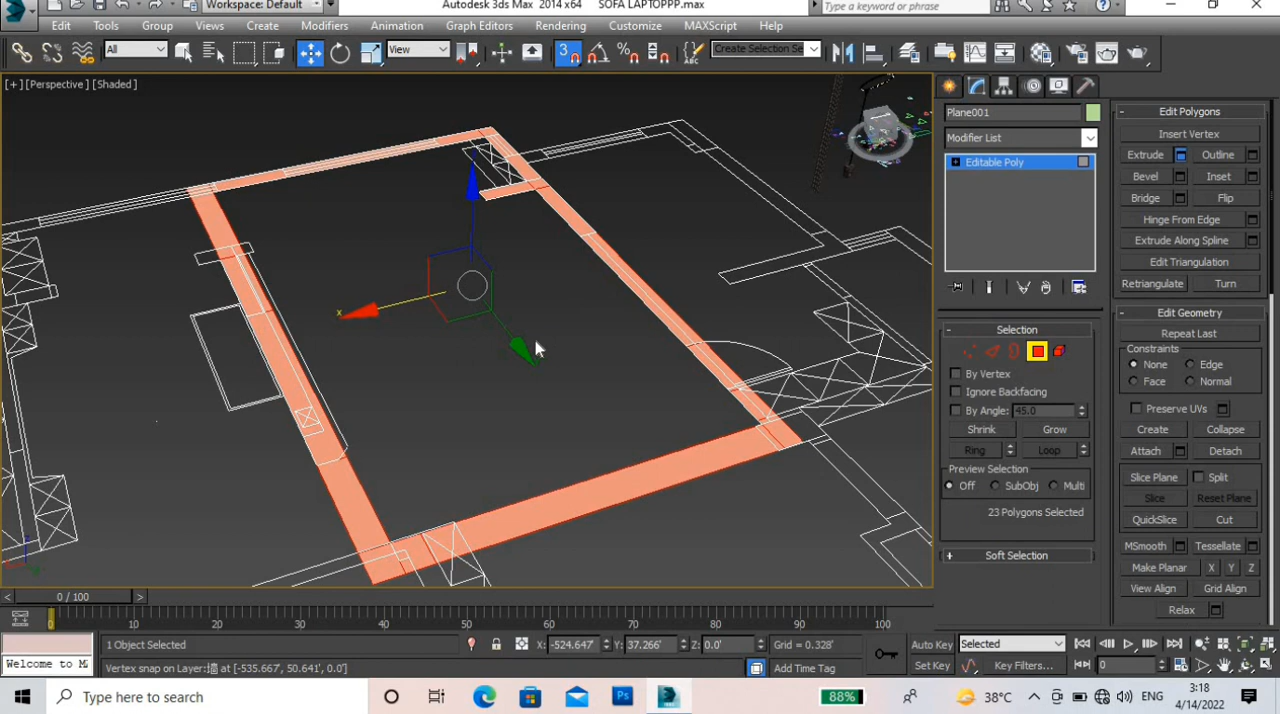 Workspace: Default
Autodesk 3ds Max 2014 x64
SOFA LAPTOPPP.max
Type a keyword or phrase
Edit
Tools
Group
Views
Create
Modifiers
Animation
Graph Editors
Rendering
Customize
MAXScript
Help
All
View
3
Create Selection Se
[+] [Perspective] [Shaded]
x
Plane001
Modifier List
Editable Poly
Selection
By Vertex
Ignore Backfacing
By Angle: 45.0
Shrink
Grow
Ring
Loop
Preview Selection
Off
SubObj
Multi
23 Polygons Selected
Soft Selection
Edit Polygons
Insert Vertex
Extrude
Outline
Bevel
Inset
Bridge
Flip
Hinge From Edge
Extrude Along Spline
Edit Triangulation
Retriangulate
Turn
Edit Geometry
Repeat Last
Constraints
None
Edge
Face
Normal
Preserve UVs
Create
Collapse
Attach
Detach
Slice Plane
Split
Slice
Reset Plane
QuickSlice
Cut
MSmooth
Tessellate
Make Planar
X
Y
Z
View Align
Grid Align
Relax
0 / 100
0 10 20 30 40 50 60 70 80 90 100
1 Object Selected
X: -524.647'
Y: 37.266'
Z: 0.0'
Grid = 0.328'
Auto Key
Selected
Welcome to M
Vertex snap on Layer:墙 at [-535.667', 50.641', 0.0']
Add Time Tag
Set Key
Key Filters...
0
Type here to search
Ps
88%
38°C
ENG
3:18
4/14/2022